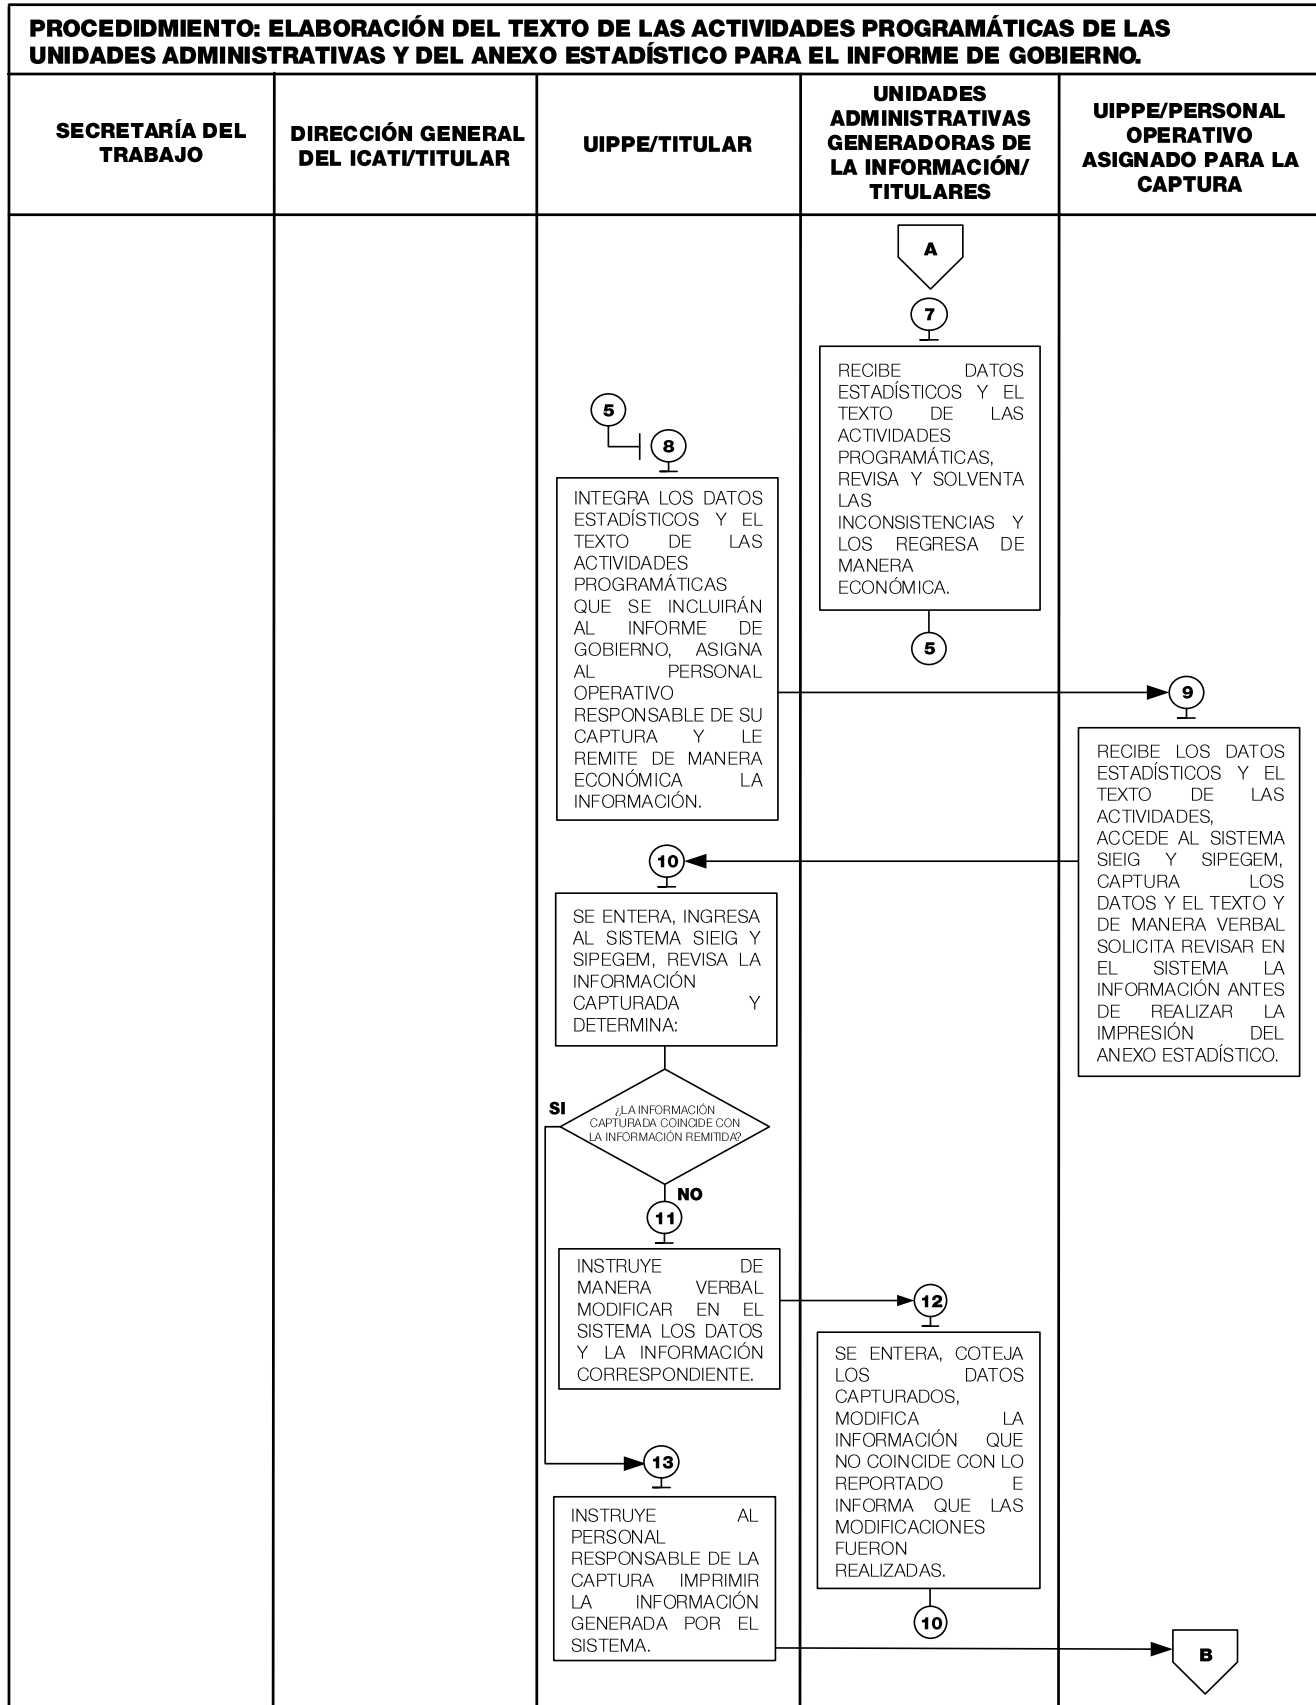 PROCEDIDMIENTO: ELABORACIÓN DEL TEXTO DE LAS ACTIVIDADES PROGRAMÁTICAS DE LAS
UNIDADES ADMINISTRATIVAS Y DEL ANEXO ESTADÍSTICO PARA EL INFORME DE GOBIERNO.
SECRETARÍA DEL
TRABAJO
DIRECCIÓN GENERAL
DEL ICATI/TITULAR
UIPPE/TITULAR
UNIDADES
ADMINISTRATIVAS
GENERADORAS DE
LA INFORMACIÓN/
TITULARES
UIPPE/PERSONAL
OPERATIVO
ASIGNADO PARA LA
CAPTURA
A
7
RECIBE DATOS
ESTADÍSTICOS Y EL
TEXTO DE LAS
ACTIVIDADES
PROGRAMÁTICAS,
REVISA Y SOLVENTA
LAS
INCONSISTENCIAS Y
LOS REGRESA DE
MANERA
ECONÓMICA.
5
5
8
INTEGRA LOS DATOS
ESTADÍSTICOS Y EL
TEXTO DE LAS
ACTIVIDADES
PROGRAMÁTICAS
QUE SE INCLUIRÁN
AL INFORME DE
GOBIERNO, ASIGNA
AL PERSONAL
OPERATIVO
RESPONSABLE DE SU
CAPTURA Y LE
REMITE DE MANERA
ECONÓMICA LA
INFORMACIÓN.
9
RECIBE LOS DATOS
ESTADÍSTICOS Y EL
TEXTO DE LAS
ACTIVIDADES,
ACCEDE AL SISTEMA
SIEIG Y SIPEGEM,
CAPTURA LOS
DATOS Y EL TEXTO Y
DE MANERA VERBAL
SOLICITA REVISAR EN
EL SISTEMA LA
INFORMACIÓN ANTES
DE REALIZAR LA
IMPRESIÓN DEL
ANEXO ESTADÍSTICO.
10
SE ENTERA, INGRESA
AL SISTEMA SIEIG Y
SIPEGEM, REVISA LA
INFORMACIÓN
CAPTURADA Y
DETERMINA:
SI
¿LA INFORMACIÓN
CAPTURADA COINCIDE CON
LA INFORMACIÓN REMITIDA?
NO
11
INSTRUYE DE
MANERA VERBAL
MODIFICAR EN EL
SISTEMA LOS DATOS
Y LA INFORMACIÓN
CORRESPONDIENTE.
12
SE ENTERA, COTEJA
LOS DATOS
CAPTURADOS,
MODIFICA LA
INFORMACIÓN QUE
NO COINCIDE CON LO
REPORTADO E
INFORMA QUE LAS
MODIFICACIONES
FUERON
REALIZADAS.
10
13
INSTRUYE AL
PERSONAL
RESPONSABLE DE LA
CAPTURA IMPRIMIR
LA INFORMACIÓN
GENERADA POR EL
SISTEMA.
B